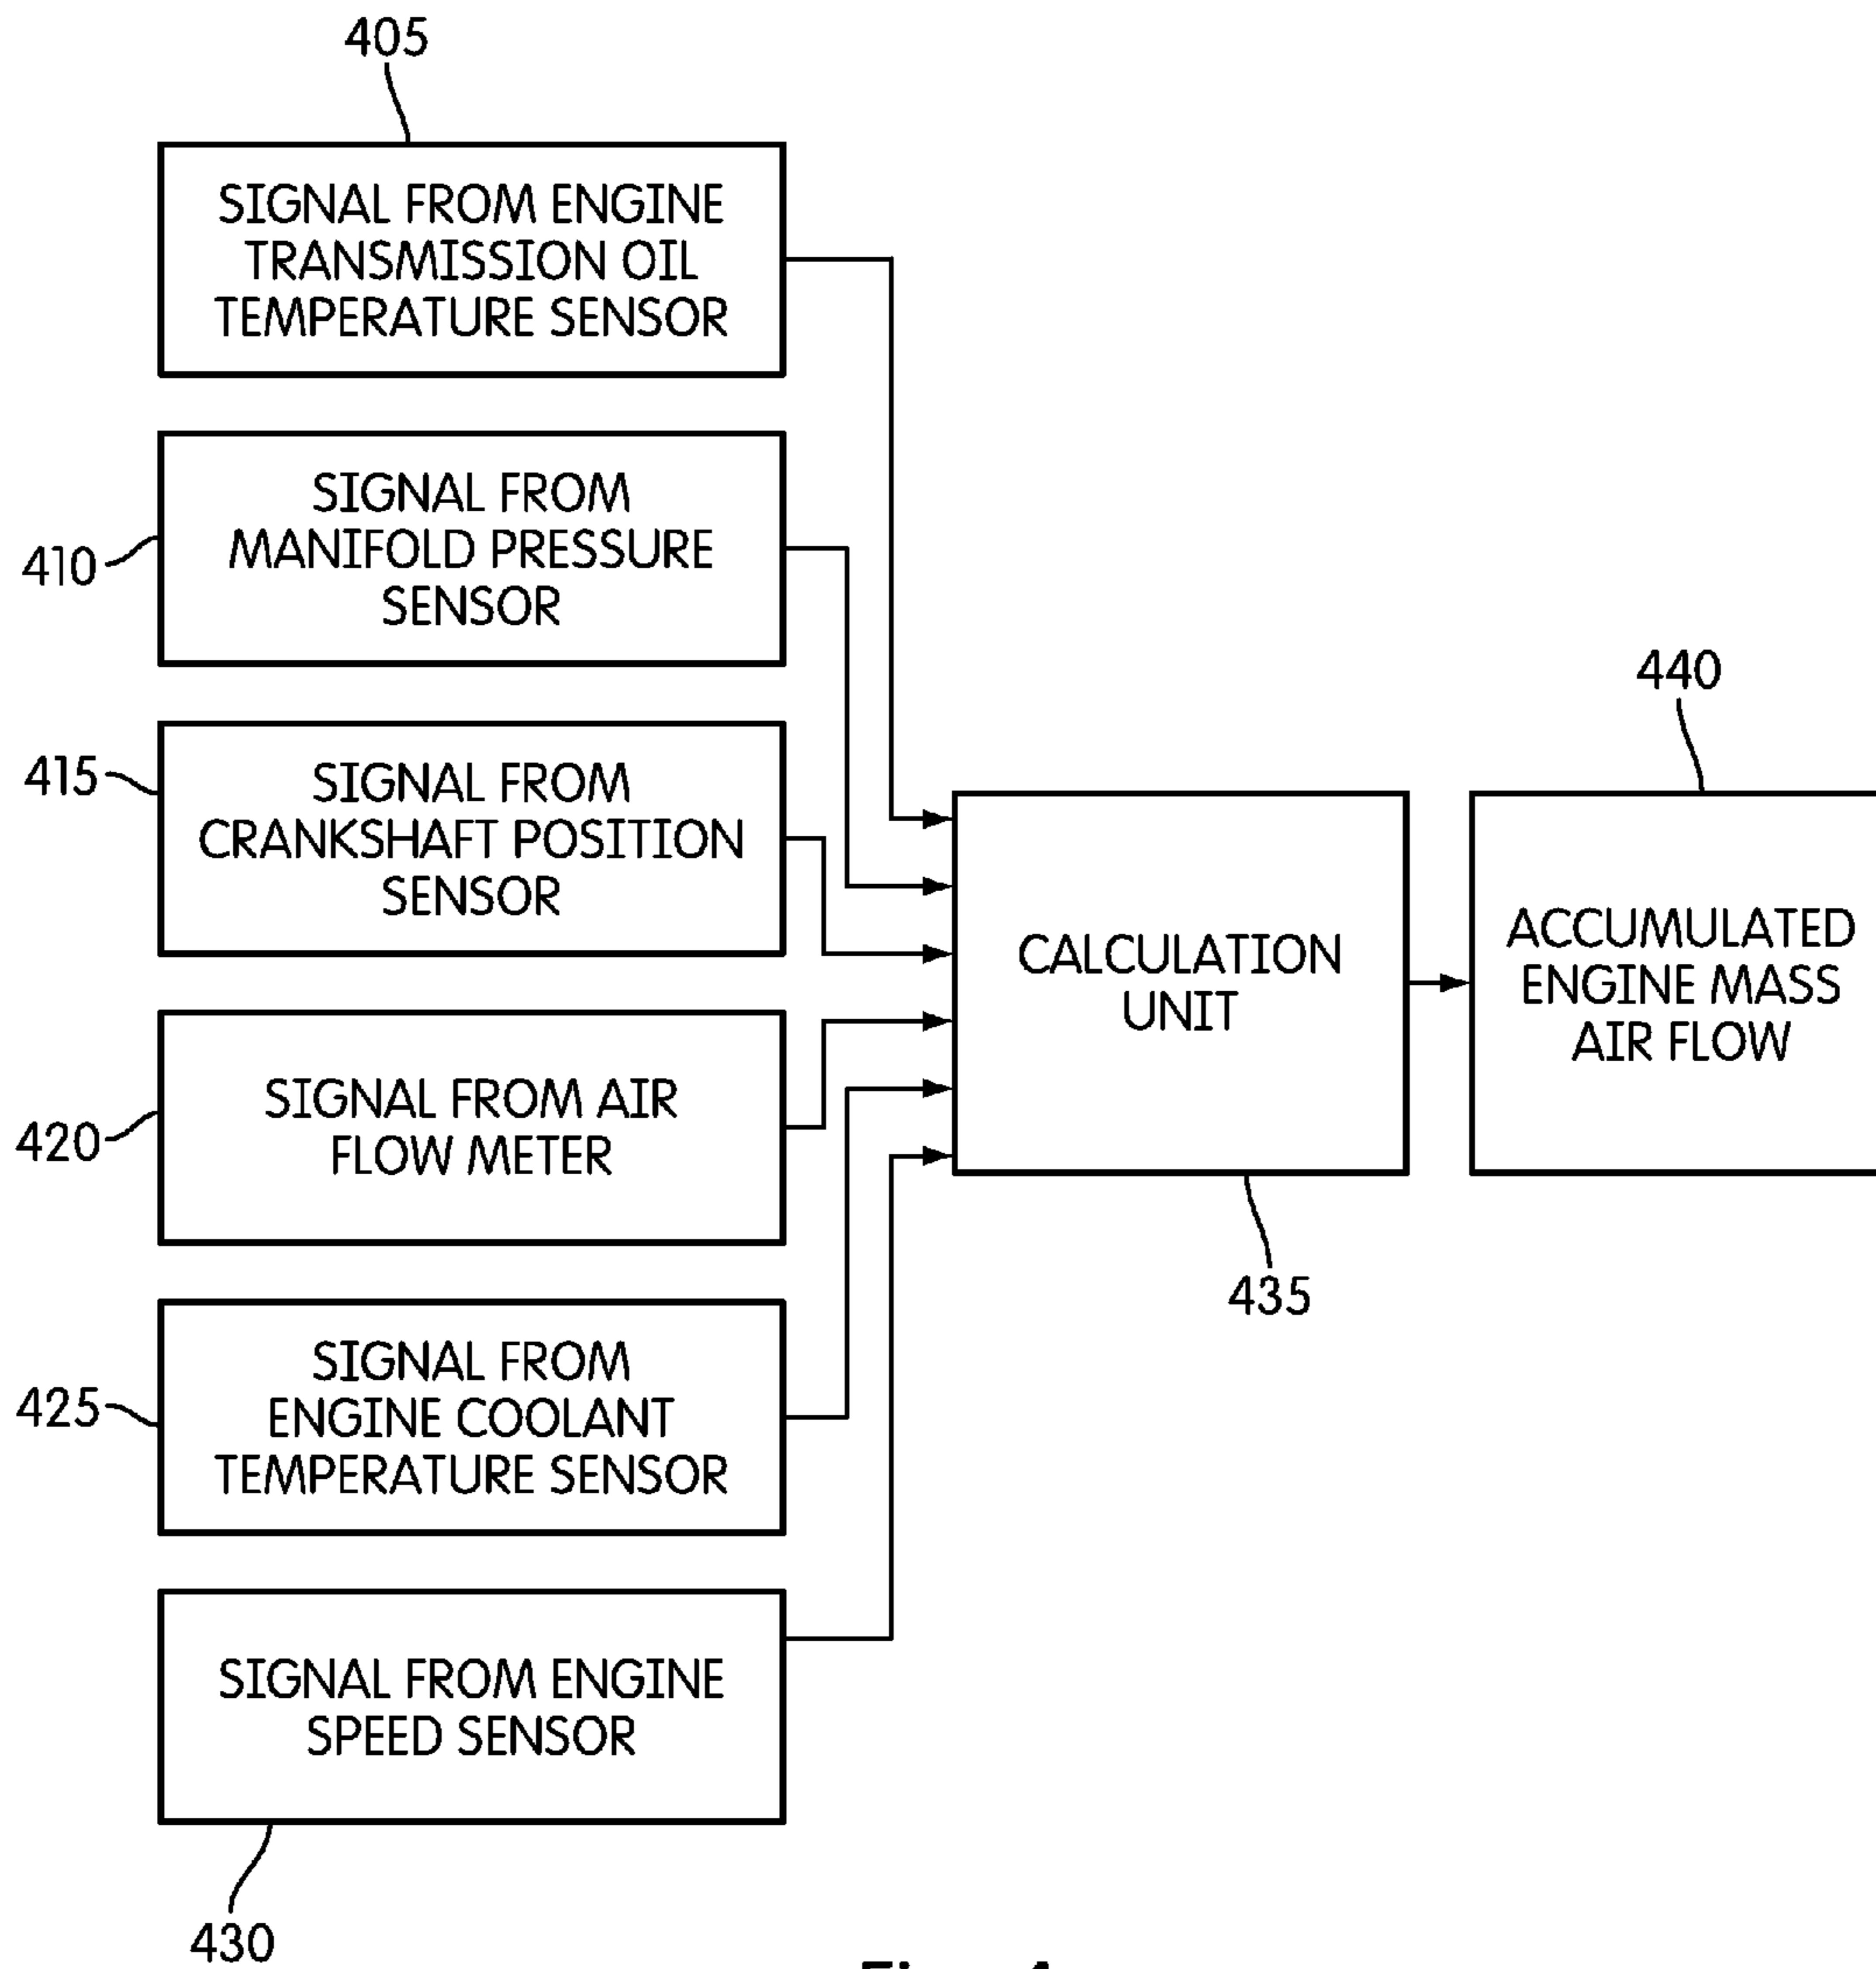 405
SIGNAL FROM ENGINE
TRANSMISSION OIL
TEMPERATURE SENSOR
SIGNAL FROM
MANIFOLD PRESSURE
SENSOR
410
415
SIGNAL FROM
CRANKSHAFT POSITION
SENSOR
SIGNAL FROM AIR
FLOW METER
420
SIGNAL FROM
ENGINE COOLANT
TEMPERATURE SENSOR
425
SIGNAL FROM ENGINE
SPEED SENSOR
430
CALCULATION
UNIT
435
440
ACCUMULATED
ENGINE MASS
AIR FLOW